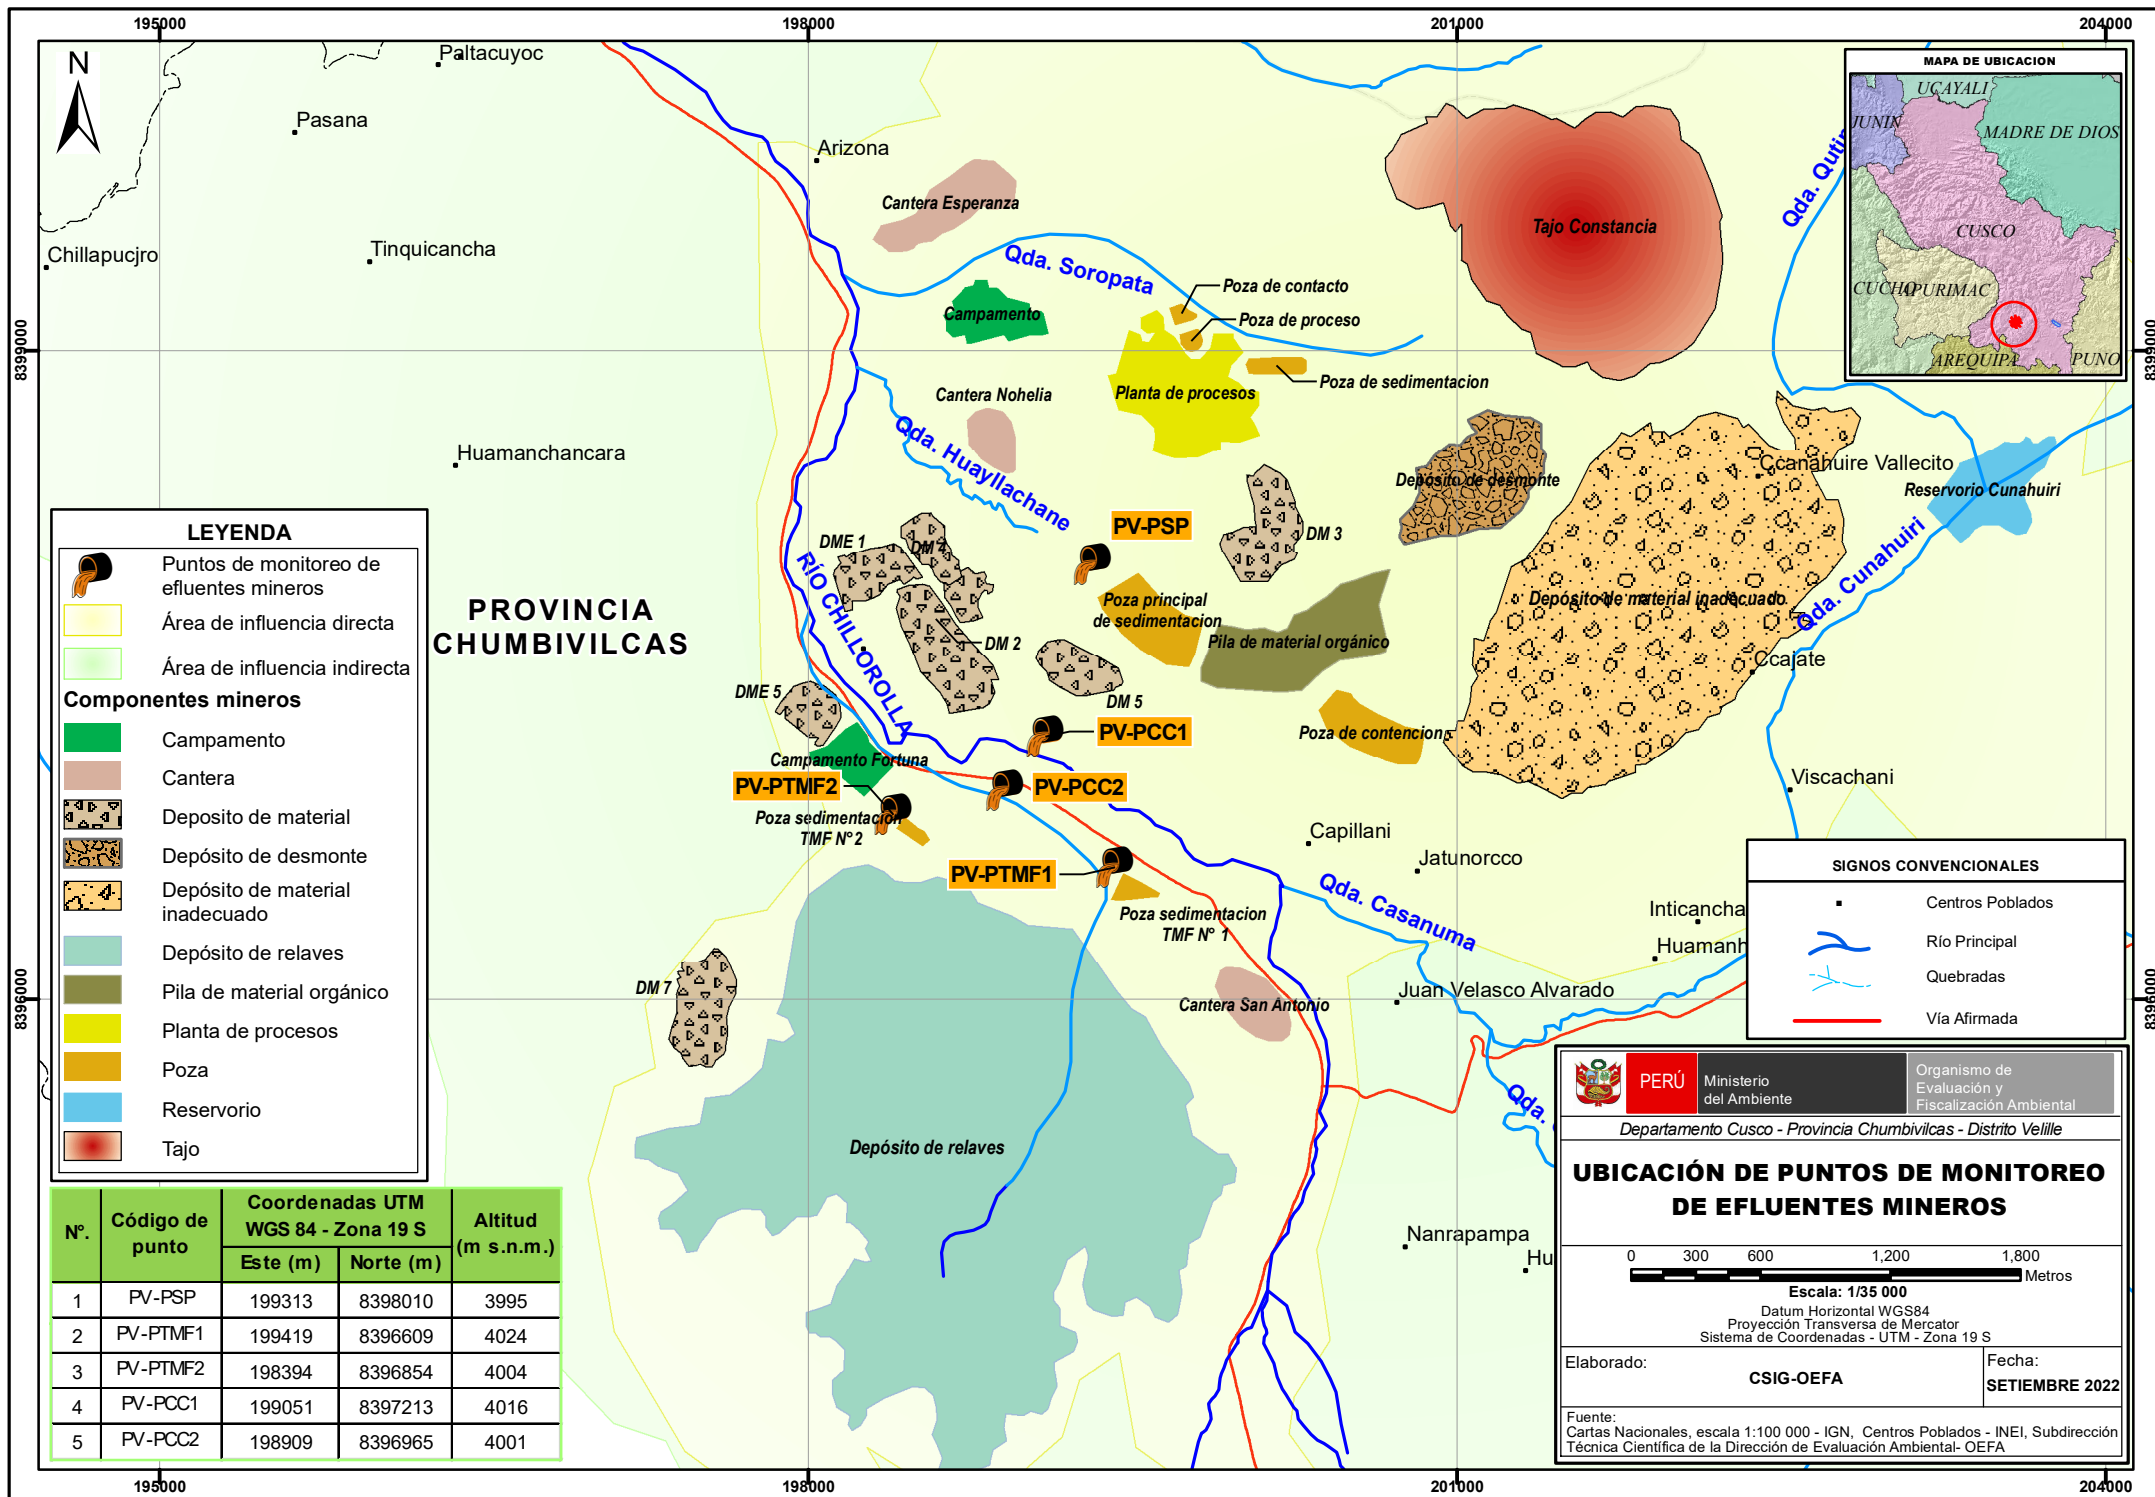 195000
198000
201000
204000
8399000
8396000
8399000
8396000
195000
198000
201000
204000
N
Paltacuyoc
Pasana
Arizona
Chillapucjro
Tinquicancha
Huamanchancara
Cantera Esperanza
Qda. Soropata
Poza de contacto
Poza de proceso
Campamento
Poza de sedimentacion
Planta de procesos
Cantera Nohelia
Qda. Huayllachane
Tajo Constancia
Depósito de desmonte
Ccanahuire Vallecito
Reservorio Cunahuiri
Qda. Cunahuiri
DME 1
DM 4
DM 3
PV-PSP
RÍO CHILLOROLLA
Poza principal
de sedimentacion
Pila de material orgánico
Depósito de material inadecuado
DM 2
DM 5
DME 5
Ccajate
PROVINCIA
CHUMBIVILCAS
PV-PCC1
Poza de contencion
Campamento Fortuna
PV-PTMF2
PV-PCC2
Viscachani
Poza sedimentacion
TMF N°2
Capillani
Jatunorcco
PV-PTMF1
Qda. Casanuma
Poza sedimentacion
TMF N° 1
Inticancha
Huamanh
DM 7
Cantera San Antonio
Juan Velasco Alvarado
Qda.
Depósito de relaves
Nanrapampa
Hu
MAPA DE UBICACION
UCAYALI
JUNIN
MADRE DE DIOS
CUSCO
CUCHO
APURIMAC
AREQUIPA
PUNO
LEYENDA
Puntos de monitoreo de
efluentes mineros
Área de influencia directa
Área de influencia indirecta
Componentes mineros
Campamento
Cantera
Deposito de material
Depósito de desmonte
Depósito de material
inadecuado
Depósito de relaves
Pila de material orgánico
Planta de procesos
Poza
Reservorio
Tajo
N°. Código de punto Coordenadas UTM WGS 84 - Zona 19 S Altitud (m s.n.m.)
Este (m) Norte (m)
1 PV-PSP 199313 8398010 3995
2 PV-PTMF1 199419 8396609 4024
3 PV-PTMF2 198394 8396854 4004
4 PV-PCC1 199051 8397213 4016
5 PV-PCC2 198909 8396965 4001
SIGNOS CONVENCIONALES
Centros Poblados
Río Principal
Quebradas
Vía Afirmada
PERÚ
Ministerio
del Ambiente
Organismo de
Evaluación y
Fiscalización Ambiental
Departamento Cusco - Provincia Chumbivilcas - Distrito Velille
UBICACIÓN DE PUNTOS DE MONITOREO
DE EFLUENTES MINEROS
0 300 600 1,200 1,800
Metros
Escala: 1/35 000
Datum Horizontal WGS84
Proyección Transversa de Mercator
Sistema de Coordenadas - UTM - Zona 19 S
Elaborado:
CSIG-OEFA
Fecha:
SETIEMBRE 2022
Fuente:
Cartas Nacionales, escala 1:100 000 - IGN, Centros Poblados - INEI, Subdirección
Técnica Científica de la Dirección de Evaluación Ambiental- OEFA